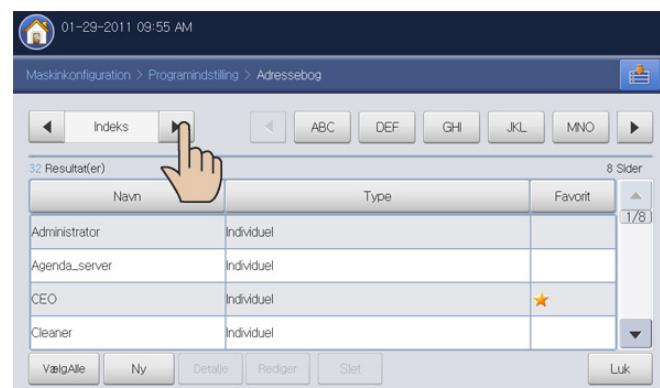 01-29-2011 09:55 AM
Maskinkonfiguration > Programindstilling > Adressebog
Indeks ABC DEF GHI JKL MNO
32 Resultat(er) 8 Sider
Navn Type Favorit
1/8
Administrator Individuel
Agenda_server Individuel
CEO Individuel
Cleaner Individuel
VælgAlle Ny Detalje Rediger Slet Luk